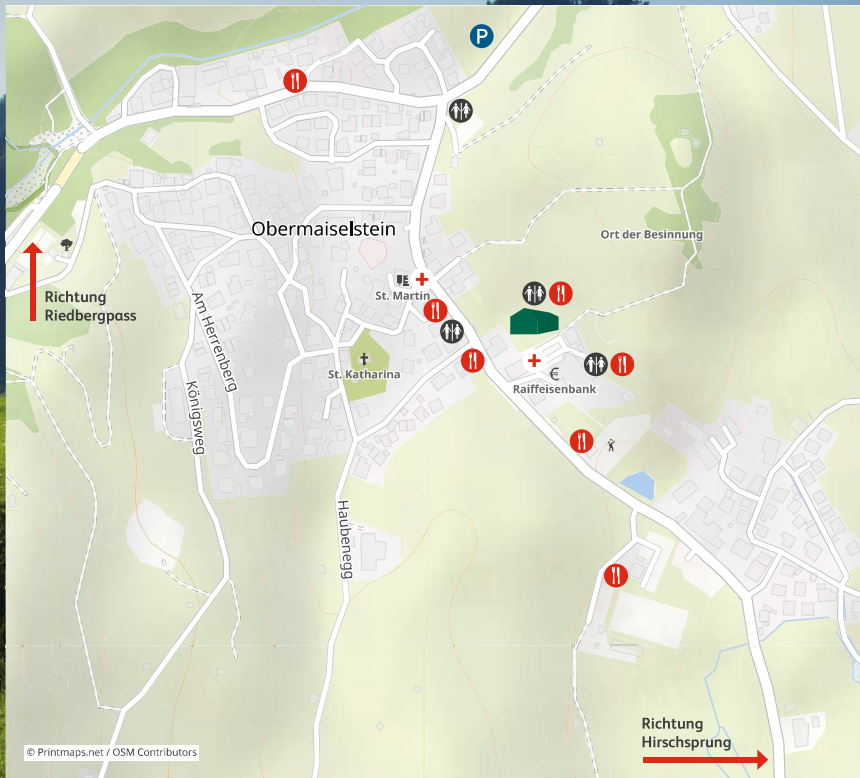 P
Obermaiselstein
Ort der Besinnung
Richtung
Riedbergpass
St. Martin
Am Herrenberg
Königsweg
St. Katharina
€
Raiffeisenbank
Haubenegg
Richtung
Hirschsprung
© Printmaps.net / OSM Contributors